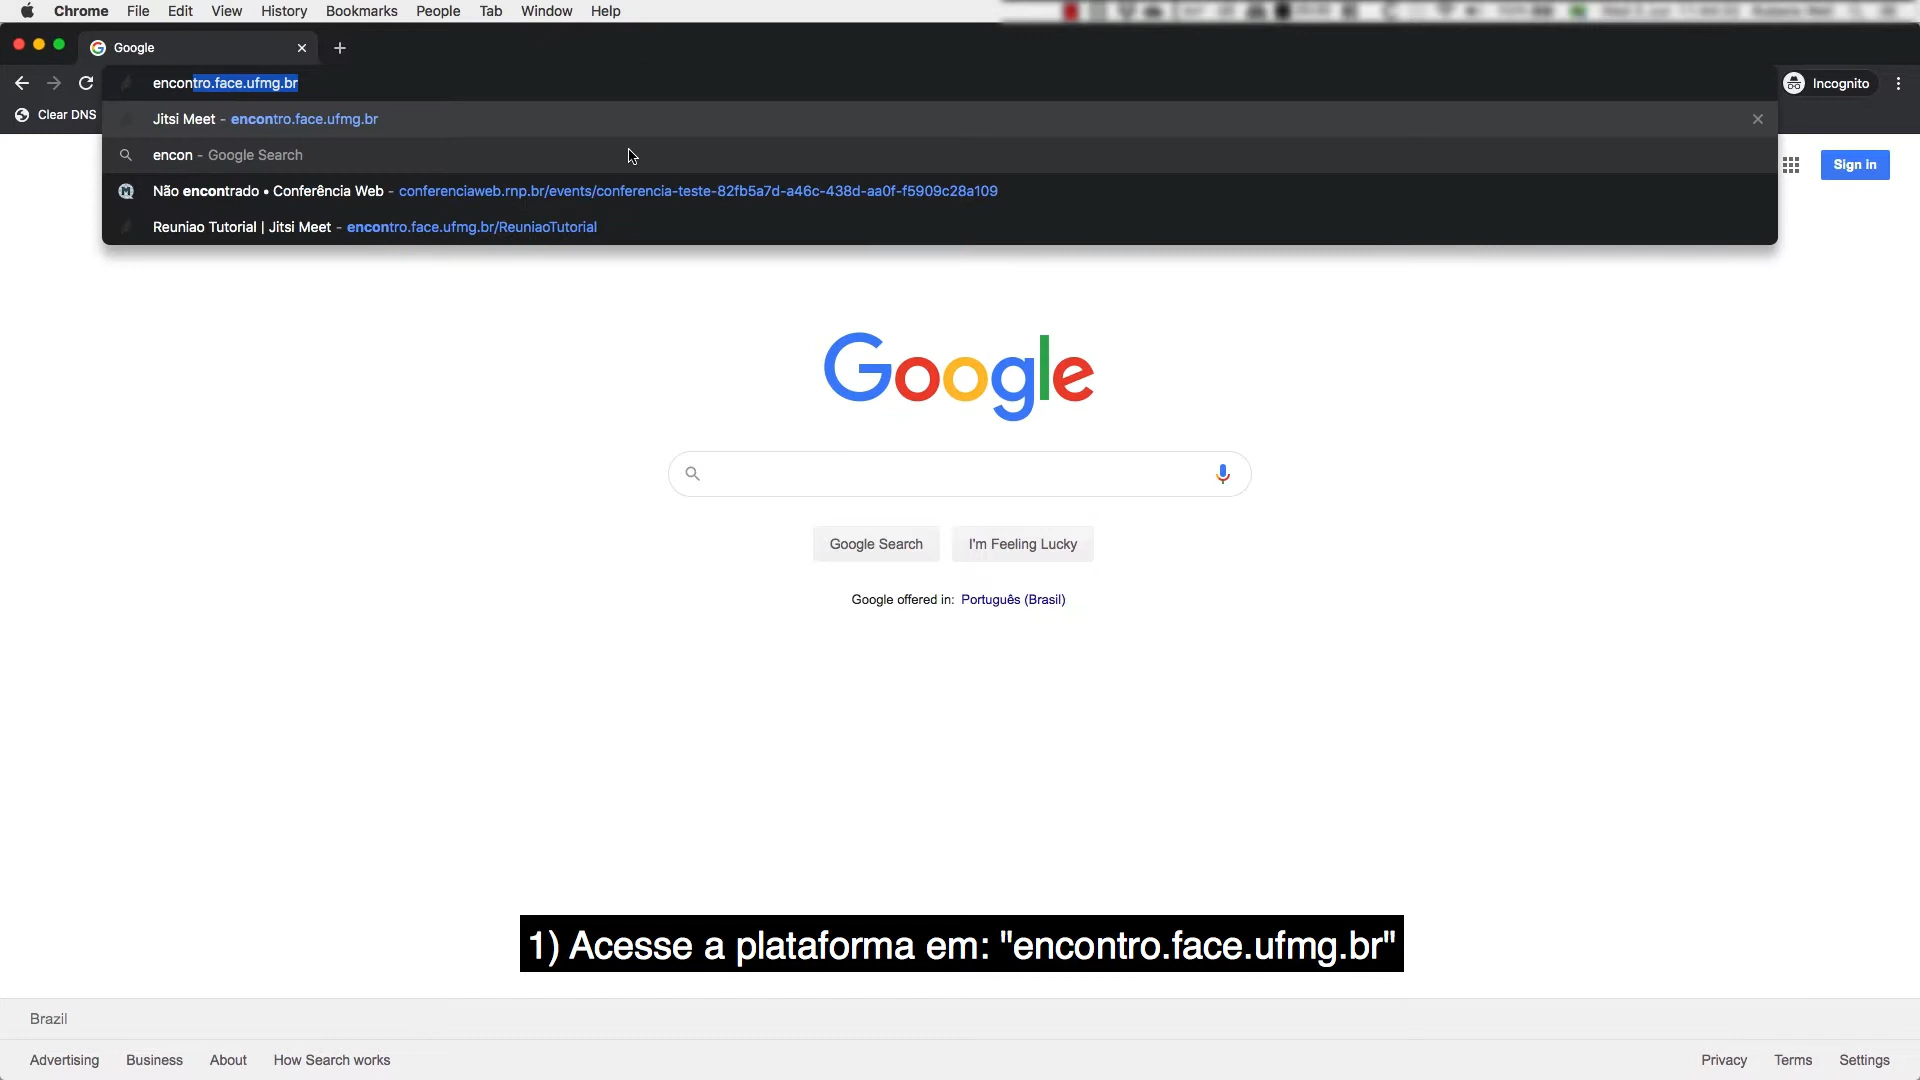 Chrome File Edit View History Bookmarks People Tab Window Help
Google
encontro.face.ufmg.br
Incognito
Clear DNS
Jitsi Meet - encontro.face.ufmg.br
encon - Google Search
Sign in
Não encontrado • Conferência Web - conferenciaweb.rnp.br/events/conferencia-teste-82fb5a7d-a46c-438d-aa0f-f5909c28a109
Reuniao Tutorial | Jitsi Meet - encontro.face.ufmg.br/ReuniaoTutorial
Google
Google Search I'm Feeling Lucky
Google offered in: Português (Brasil)
1) Acesse a plataforma em: "encontro.face.ufmg.br"
Brazil
Advertising Business About How Search works Privacy Terms Settings